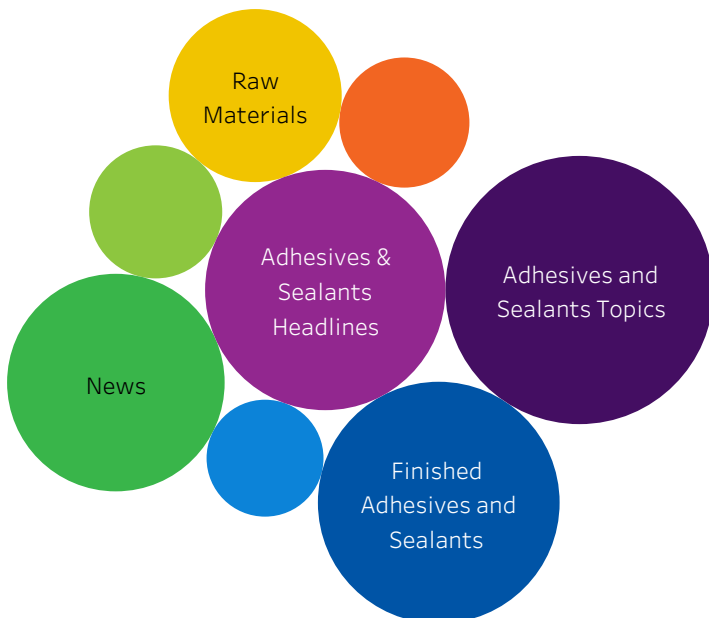 Raw
Materials
Adhesives &
Sealants
Headlines
Adhesives and
Sealants Topics
News
Finished
Adhesives and
Sealants